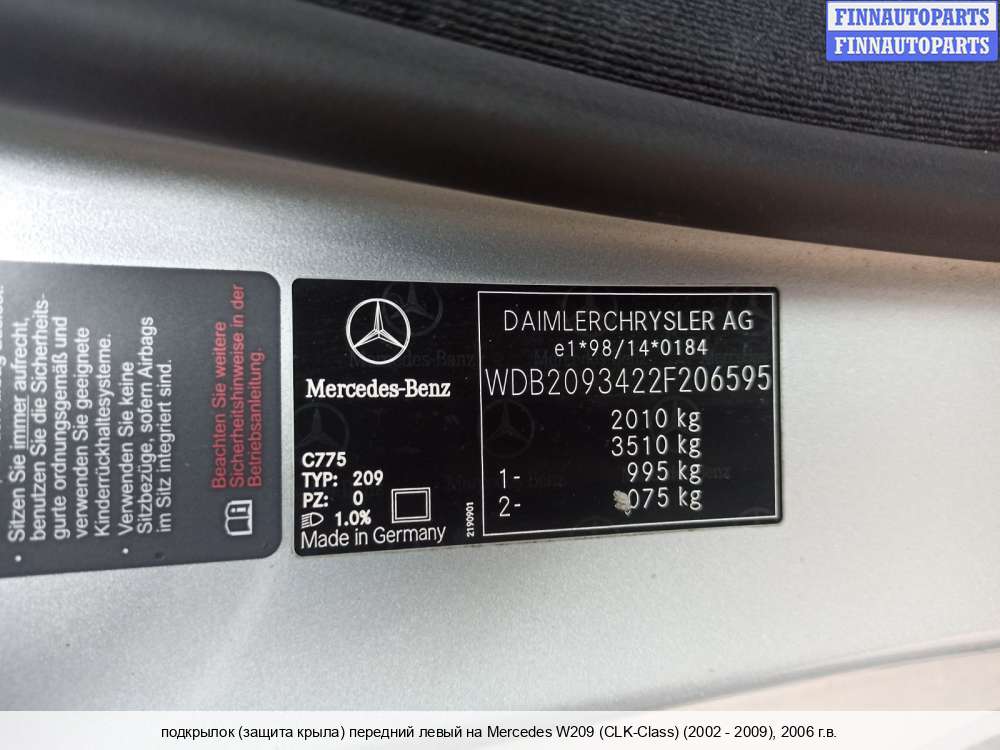 FINNAUTOPARTS
FINNAUTOPARTS
Sitzen Sie immer aufrecht,
benutzen Sie die Sicherheits-
gurte ordnungsgemäß und
verwenden Sie geeignete
Kinderrückhaltesysteme.
• Verwenden Sie keine
Sitzbezüge, sofern Airbags
im Sitz integriert sind.
Beachten Sie weitere
Sicherheitshinweise in der
Betriebsanleitung.
Mercedes-Benz
C775
TYP: 209
PZ: 0
1.0%
Made in Germany
2190901
DAIMLERCHRYSLER AG
e1*98/14*0184
WDB2093422F206595
2010 kg
3510 kg
1- 995 kg
2- 075 kg
подкрылок (защита крыла) передний левый на Mercedes W209 (CLK-Class) (2002 - 2009), 2006 г.в.